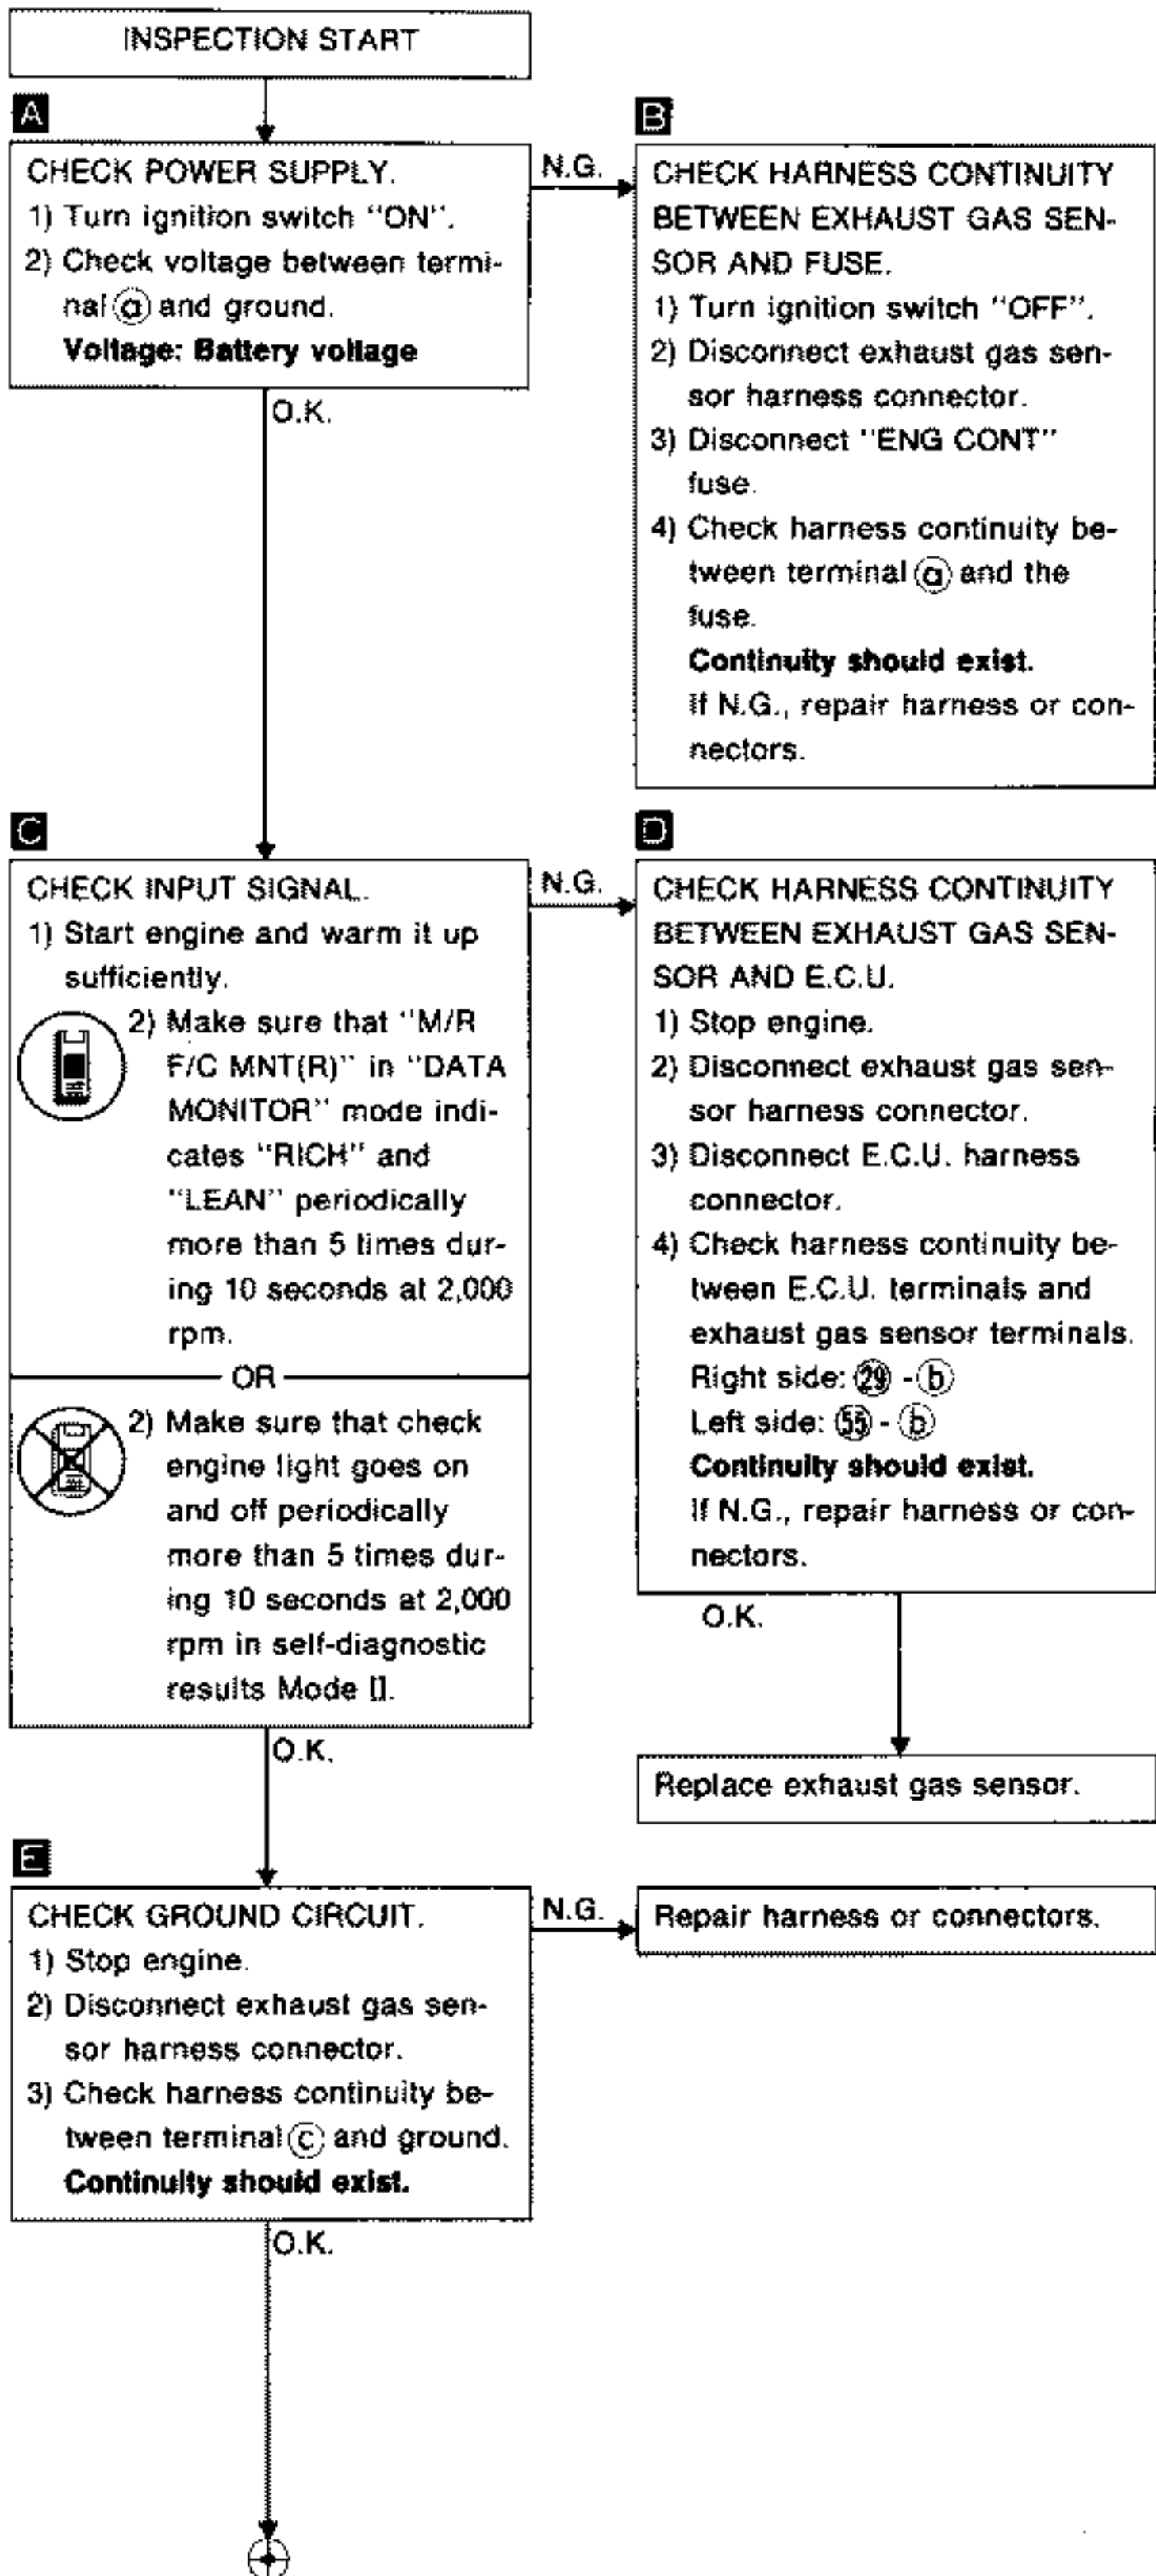 INSPECTION START
A
CHECK POWER SUPPLY.
1) Turn ignition switch "ON".
2) Check voltage between termi-
nal ⓐ and ground.
Voltage: Battery voltage
N.G.
O.K.
B
CHECK HARNESS CONTINUITY
BETWEEN EXHAUST GAS SEN-
SOR AND FUSE.
1) Turn ignition switch "OFF".
2) Disconnect exhaust gas sen-
sor harness connector.
3) Disconnect "ENG CONT"
fuse.
4) Check harness continuity be-
tween terminal ⓐ and the
fuse.
Continuity should exist.
If N.G., repair harness or con-
nectors.
C
CHECK INPUT SIGNAL.
1) Start engine and warm it up
sufficiently.
2) Make sure that "M/R
F/C MNT(R)" in "DATA
MONITOR" mode indi-
cates "RICH" and
"LEAN" periodically
more than 5 times dur-
ing 10 seconds at 2,000
rpm.
OR
2) Make sure that check
engine light goes on
and off periodically
more than 5 times dur-
ing 10 seconds at 2,000
rpm in self-diagnostic
results Mode II.
N.G.
O.K.
D
CHECK HARNESS CONTINUITY
BETWEEN EXHAUST GAS SEN-
SOR AND E.C.U.
1) Stop engine.
2) Disconnect exhaust gas sen-
sor harness connector.
3) Disconnect E.C.U. harness
connector.
4) Check harness continuity be-
tween E.C.U. terminals and
exhaust gas sensor terminals.
Right side: ㉙ - ⓑ
Left side: 55 - ⓑ
Continuity should exist.
If N.G., repair harness or con-
nectors.
O.K.
Replace exhaust gas sensor.
E
CHECK GROUND CIRCUIT.
1) Stop engine.
2) Disconnect exhaust gas sen-
sor harness connector.
3) Check harness continuity be-
tween terminal ⓒ and ground.
Continuity should exist.
N.G.
Repair harness or connectors.
O.K.